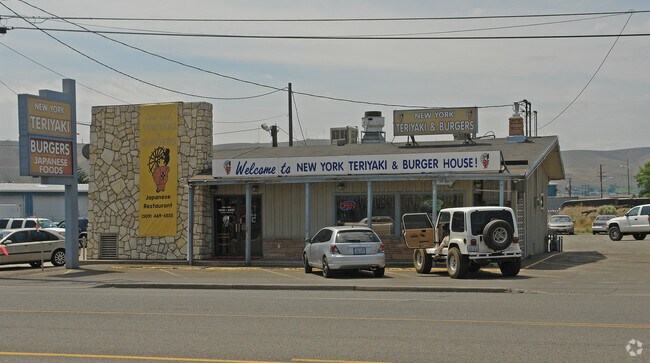 NEW YORK
TERIYAKI
BURGERS
JAPANESE
FOODS
Japanese
Restaurant
NEW YORK
TERIYAKI & BURGERS
Welcome to NEW YORK TERIYAKI & BURGER HOUSE!